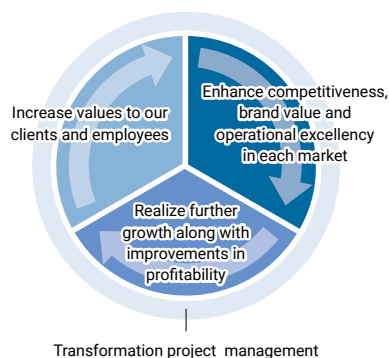 Increase values to our
clients and employees
Enhance competitiveness,
brand value and
operational excellency
in each market
Realize further
growth along with
improvements in
profitability
Transformation project management